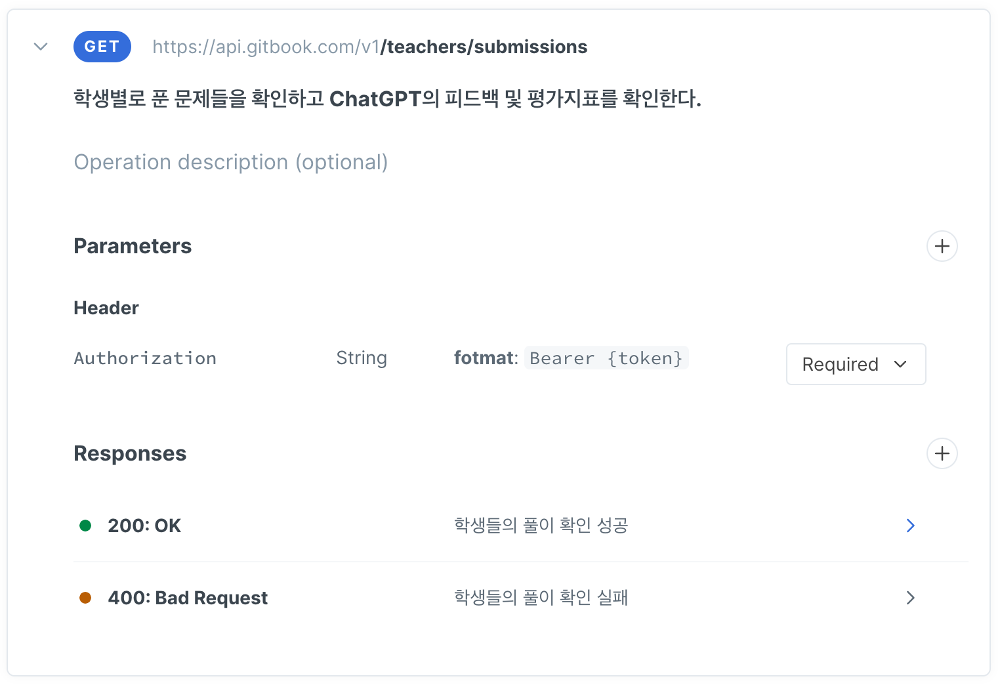 GET https://api.gitbook.com/v1/teachers/submissions
학생별로 푼 문제들을 확인하고 ChatGPT의 피드백 및 평가지표를 확인한다.
Operation description (optional)
Parameters
Header
Authorization String fotmat: Bearer {token} Required
Responses
200: OK 학생들의 풀이 확인 성공
400: Bad Request 학생들의 풀이 확인 실패